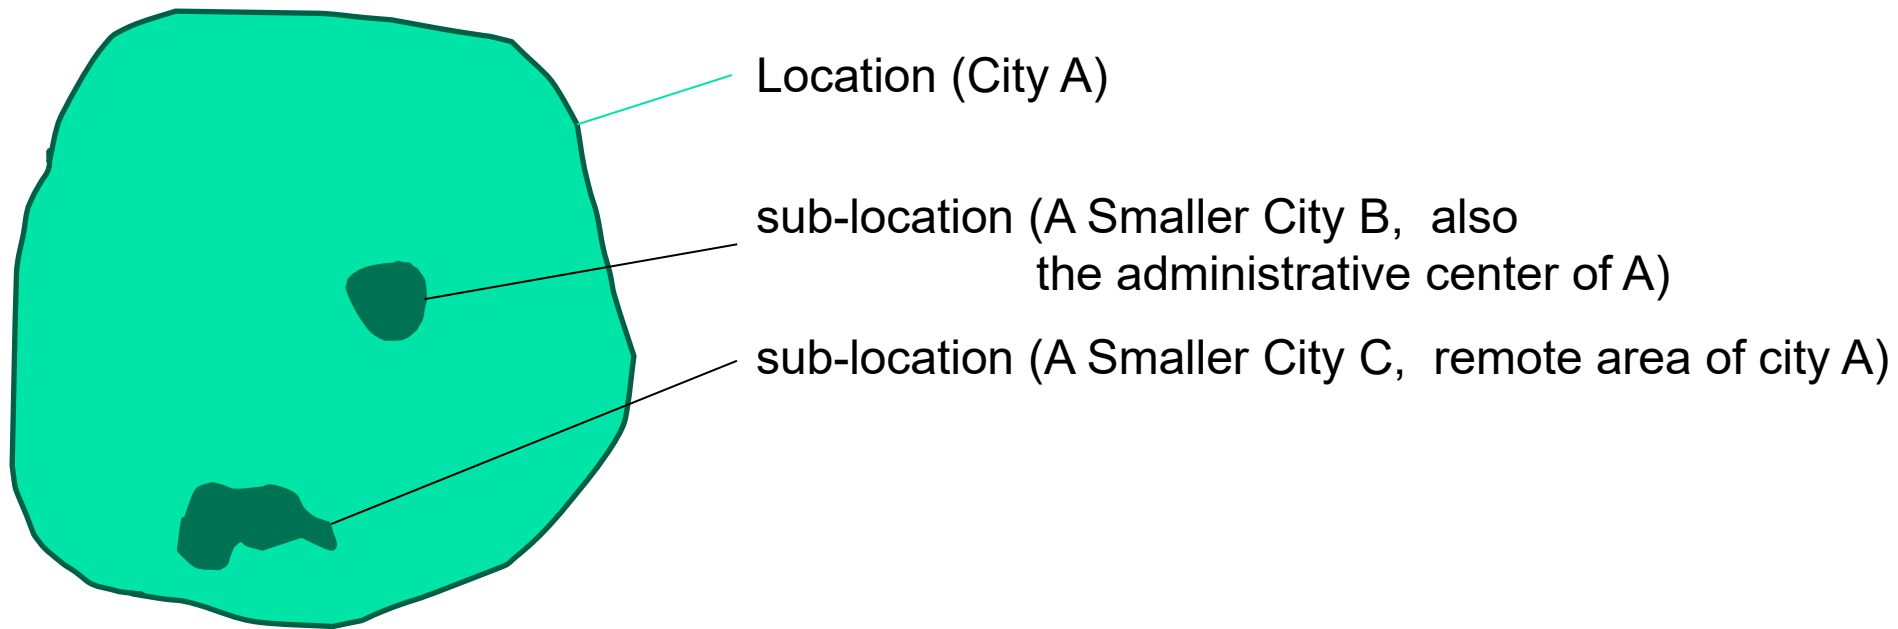 Location (City A)
sub-location (A Smaller City B,  also
the administrative center of A)
sub-location (A Smaller City C,  remote area of city A)